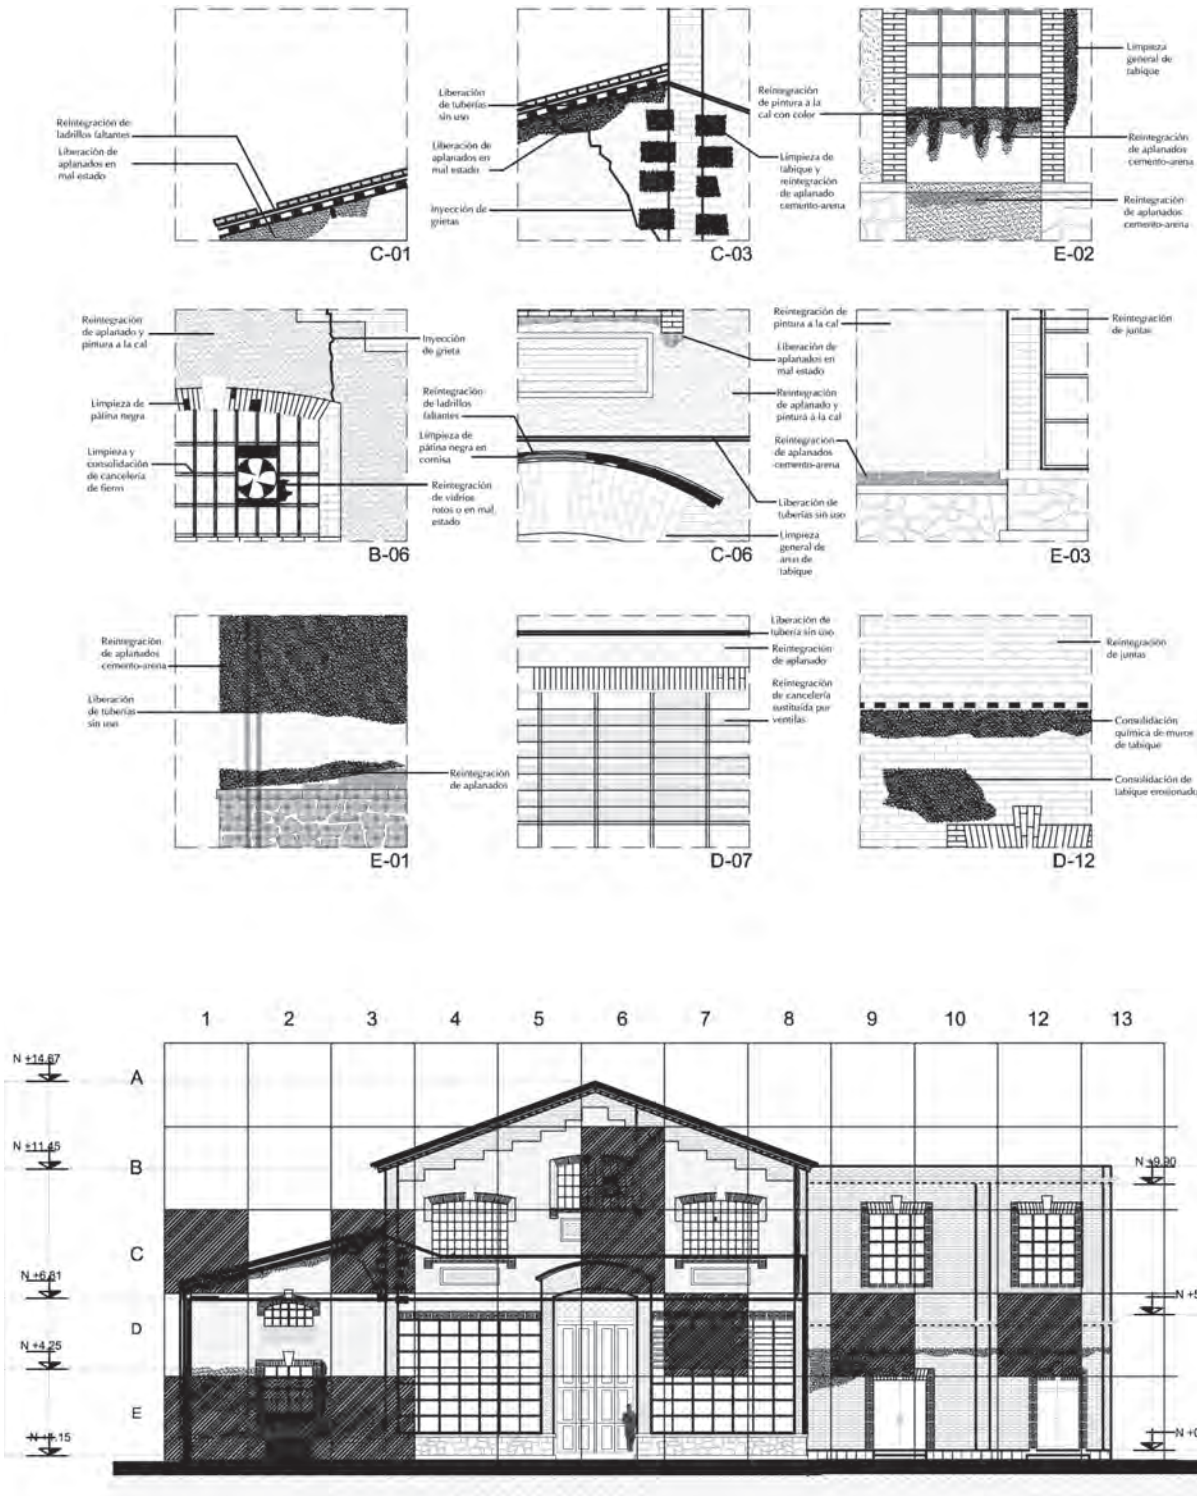 Reintegración de
ladrillos faltantes
Liberación de
aplanados en
mal estado
C-01
Liberación
de tuberías
sin uso
Liberación de
aplanados en
mal estado
Inyección de
grietas
Limpieza de
tabique y
reintegración
de aplanado
cemento-arena
C-03
Reintegración
de pintura a la
cal con color
Limpieza
general de
tabique
Reintegración
de aplanados
cemento-arena
Reintegración
de aplanados
cemento-arena
E-02
Reintegración
de aplanado y
pintura a la cal
Limpieza de
pátina negra
Limpieza y
consolidación
de cancelería
de fierro
Inyección
de grieta
Reintegración
de vidrios
rotos o en mal
estado
B-06
Reintegración
de ladrillos
faltantes
Limpieza de
pátina negra en
cornisa
Liberación de
aplanados en
mal estado
Reintegración
de aplanado y
pintura a la cal
Liberación de
tuberías sin uso
Limpieza
general de
arco de
tabique
C-06
Reintegración de
pintura a la cal
Reintegración
de aplanados
cemento-arena
Reintegración
de juntas
E-03
Reintegración
de aplanados
cemento-arena
Liberación
de tuberías
sin uso
Reintegración
de aplanados
E-01
Liberación de
tubería sin uso
Reintegración
de aplanado
Reintegración
de cancelería
sustituída por
ventilas
D-07
Reintegración
de juntas
Consolidación
química de muros
de tabique
Consolidación de
tabique erosionado
D-12
1 2 3 4 5 6 7 8 9 10 11 12 13
N +14.67
A
N +11.45
B
N +9.90
C
N +6.81
N +5
D
N +4.25
E
N +0